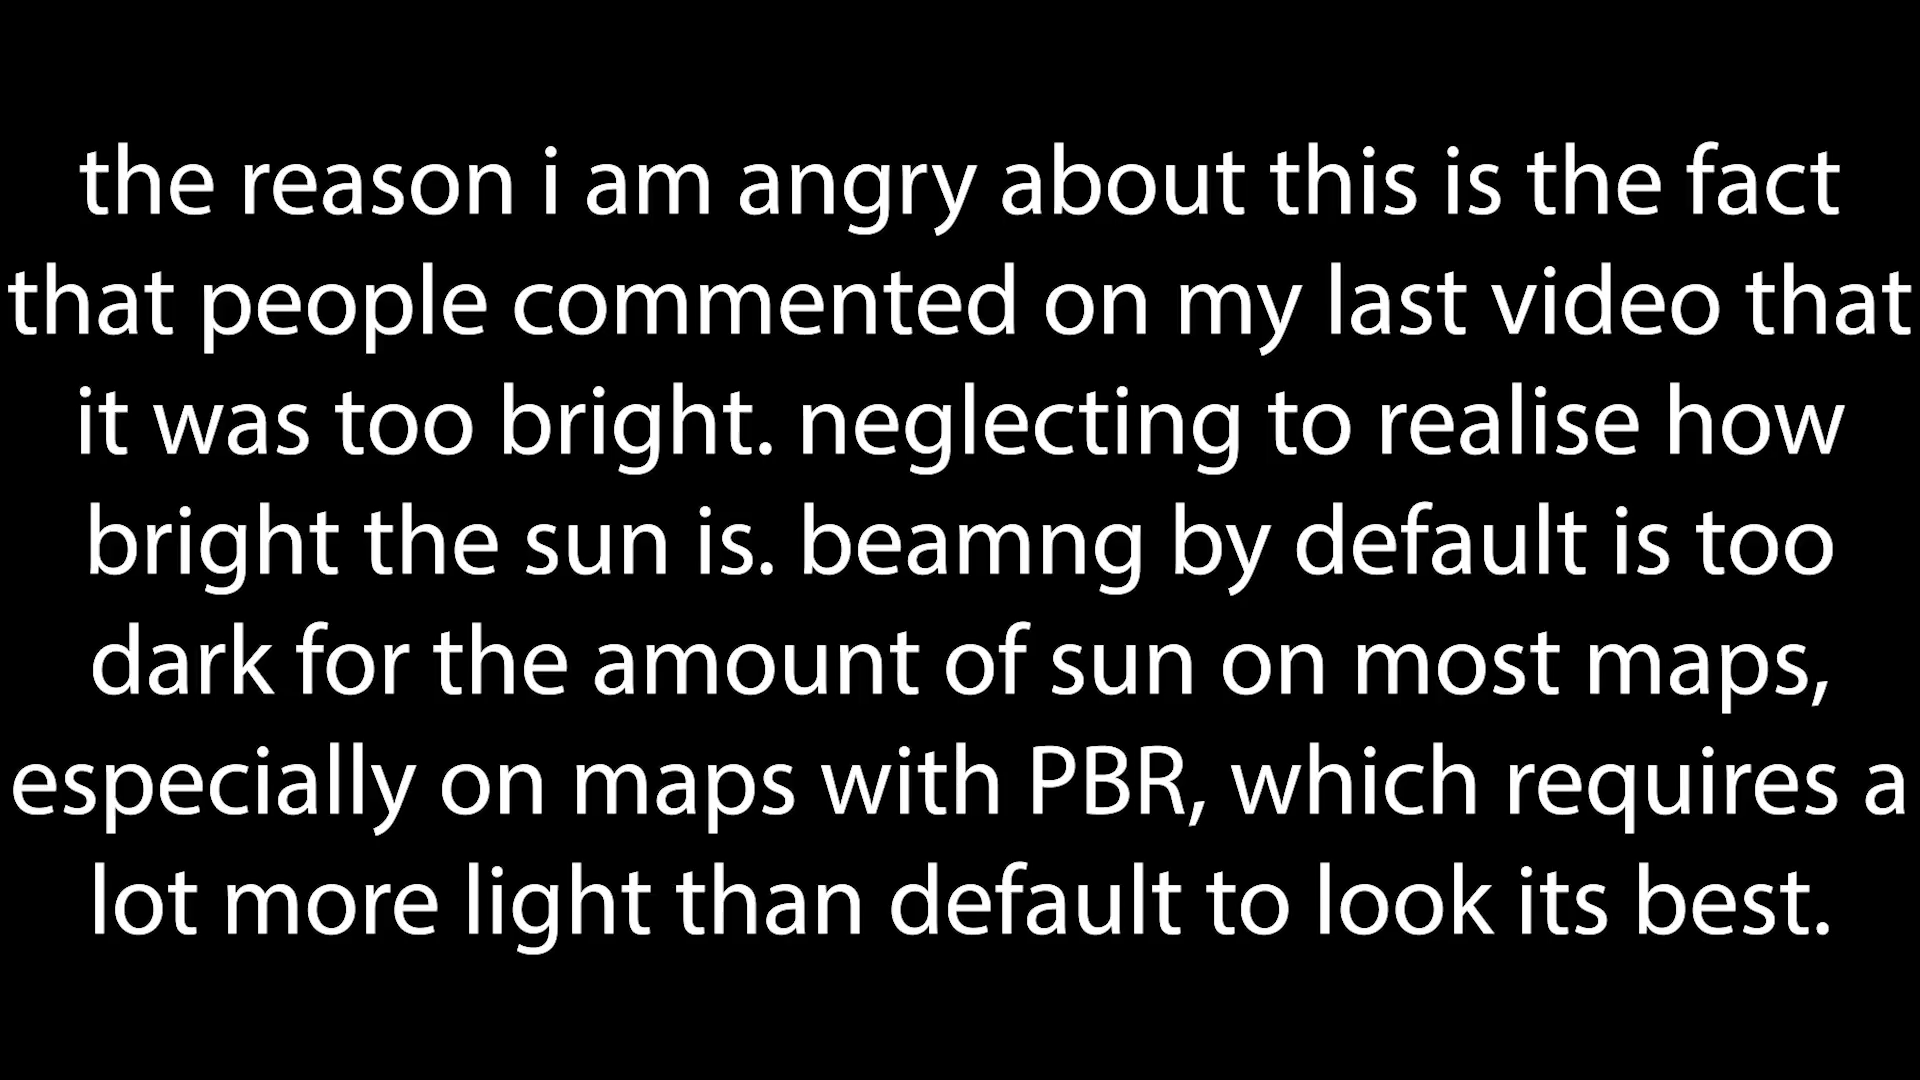 the reason i am angry about this is the fact
that people commented on my last video that
it was too bright. neglecting to realise how
bright the sun is. beamng by default is too
dark for the amount of sun on most maps,
especially on maps with PBR, which requires a
lot more light than default to look its best.